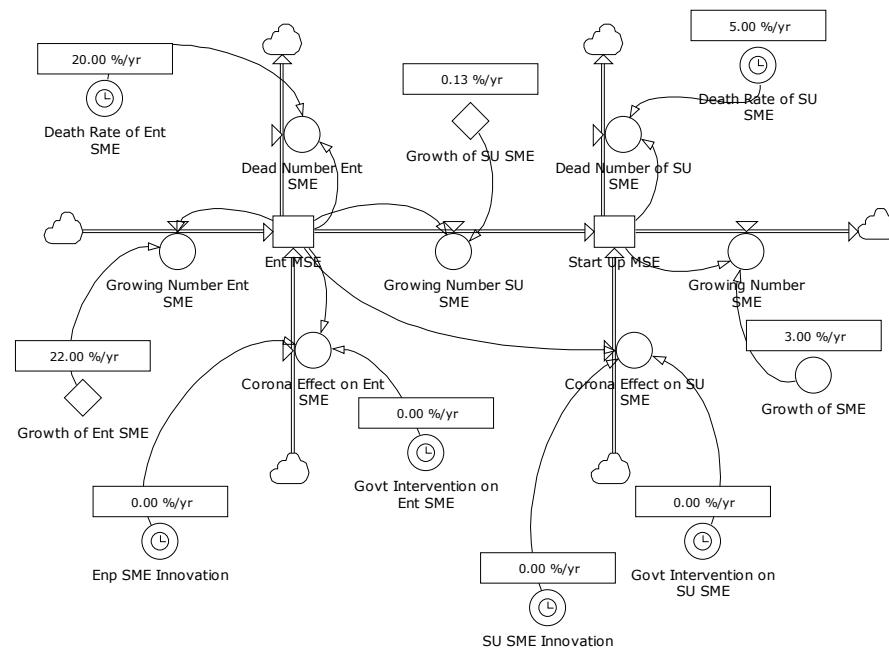 20.00 %/yr
Death Rate of Ent
SME
5.00 %/yr
Death Rate of SU
SME
0.13 %/yr
Growth of SU SME
Dead Number Ent
SME
Dead Number of SU
SME
Ent MSE
Start Up MSE
Growing Number Ent
SME
Growing Number SU
SME
Growing Number
SME
22.00 %/yr
Growth of Ent SME
Corona Effect on Ent
SME
Corona Effect on SU
SME
3.00 %/yr
Growth of SME
0.00 %/yr
Govt Intervention on
Ent SME
0.00 %/yr
Enp SME Innovation
0.00 %/yr
Govt Intervention on
SU SME
0.00 %/yr
SU SME Innovation